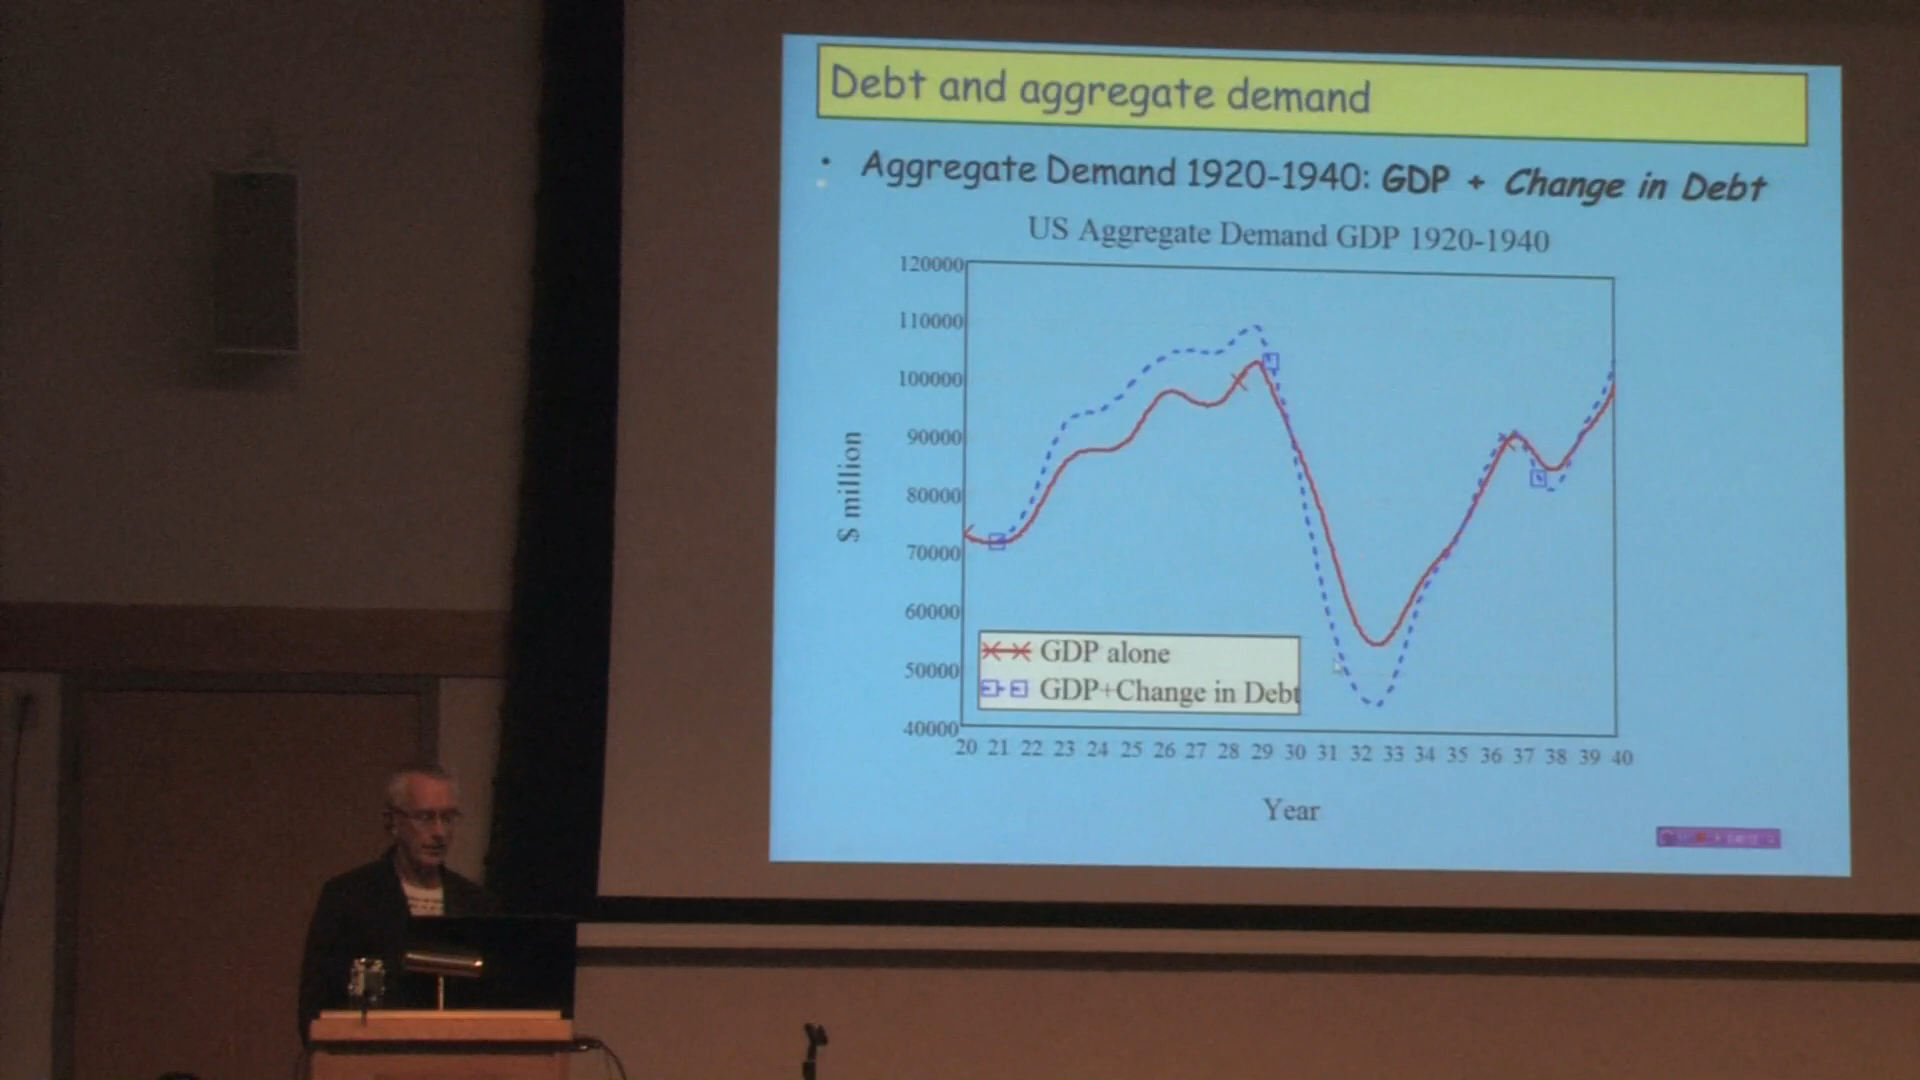 Debt and aggregate demand
• Aggregate Demand 1920-1940: GDP + Change in Debt
US Aggregate Demand GDP 1920-1940
120000
110000
100000
90000
80000
70000
60000
50000
40000
$ million
GDP alone
GDP+Change in Debt
20 21 22 23 24 25 26 27 28 29 30 31 32 33 34 35 36 37 38 39 40
Year